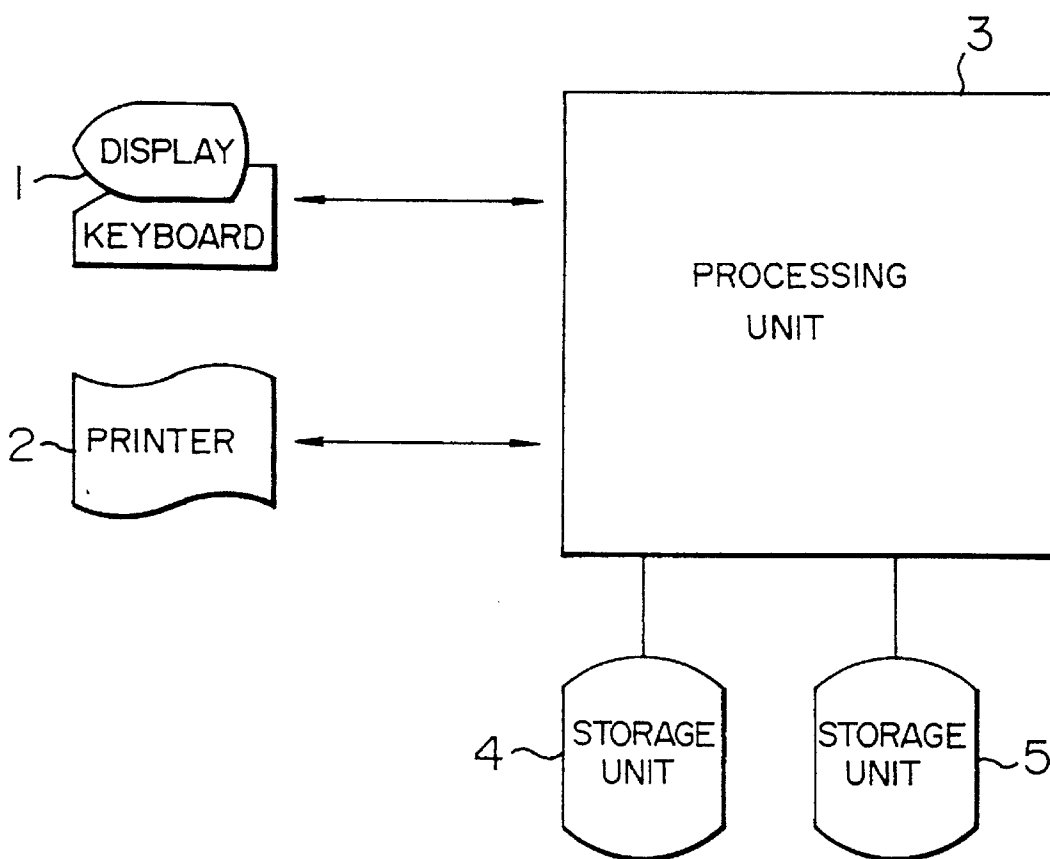 3
DISPLAY
1
KEYBOARD
PROCESSING
UNIT
2
PRINTER
4
STORAGE
UNIT
STORAGE
UNIT
5